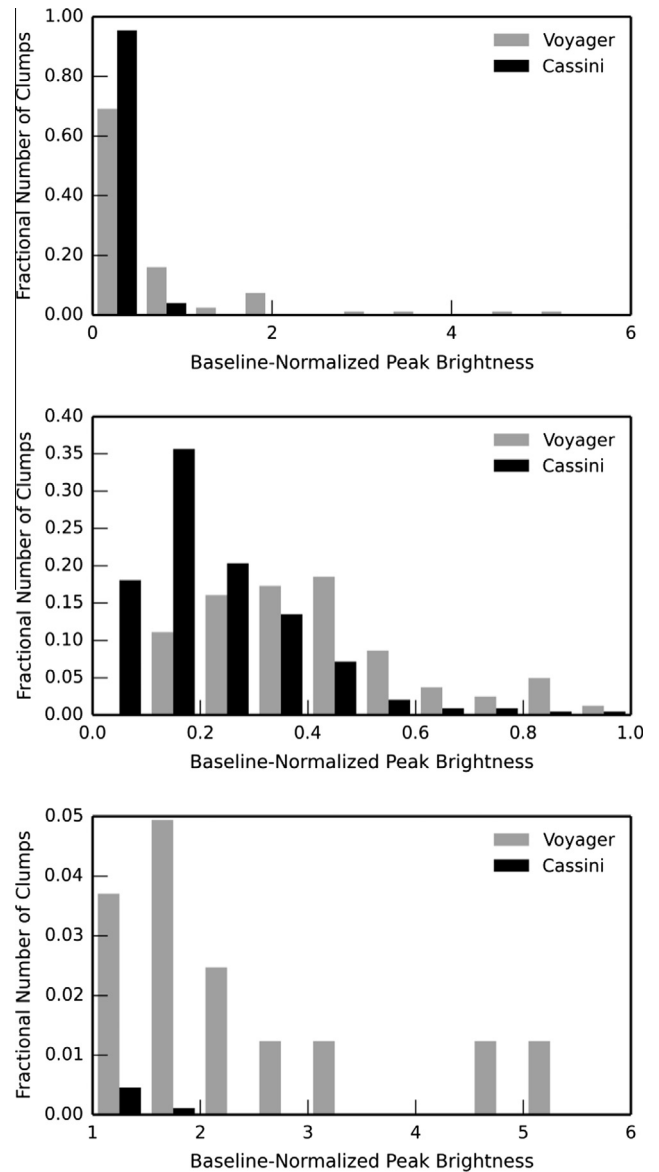 1.00
0.80
0.60
0.40
0.20
0.00
Fractional Number of Clumps
Voyager
Cassini
0 2 4 6
Baseline-Normalized Peak Brightness
0.40
0.35
0.30
0.25
0.20
0.15
0.10
0.05
0.00
Fractional Number of Clumps
Voyager
Cassini
0.0 0.2 0.4 0.6 0.8 1.0
Baseline-Normalized Peak Brightness
0.05
0.04
0.03
0.02
0.01
0.00
Fractional Number of Clumps
Voyager
Cassini
1 2 3 4 5 6
Baseline-Normalized Peak Brightness